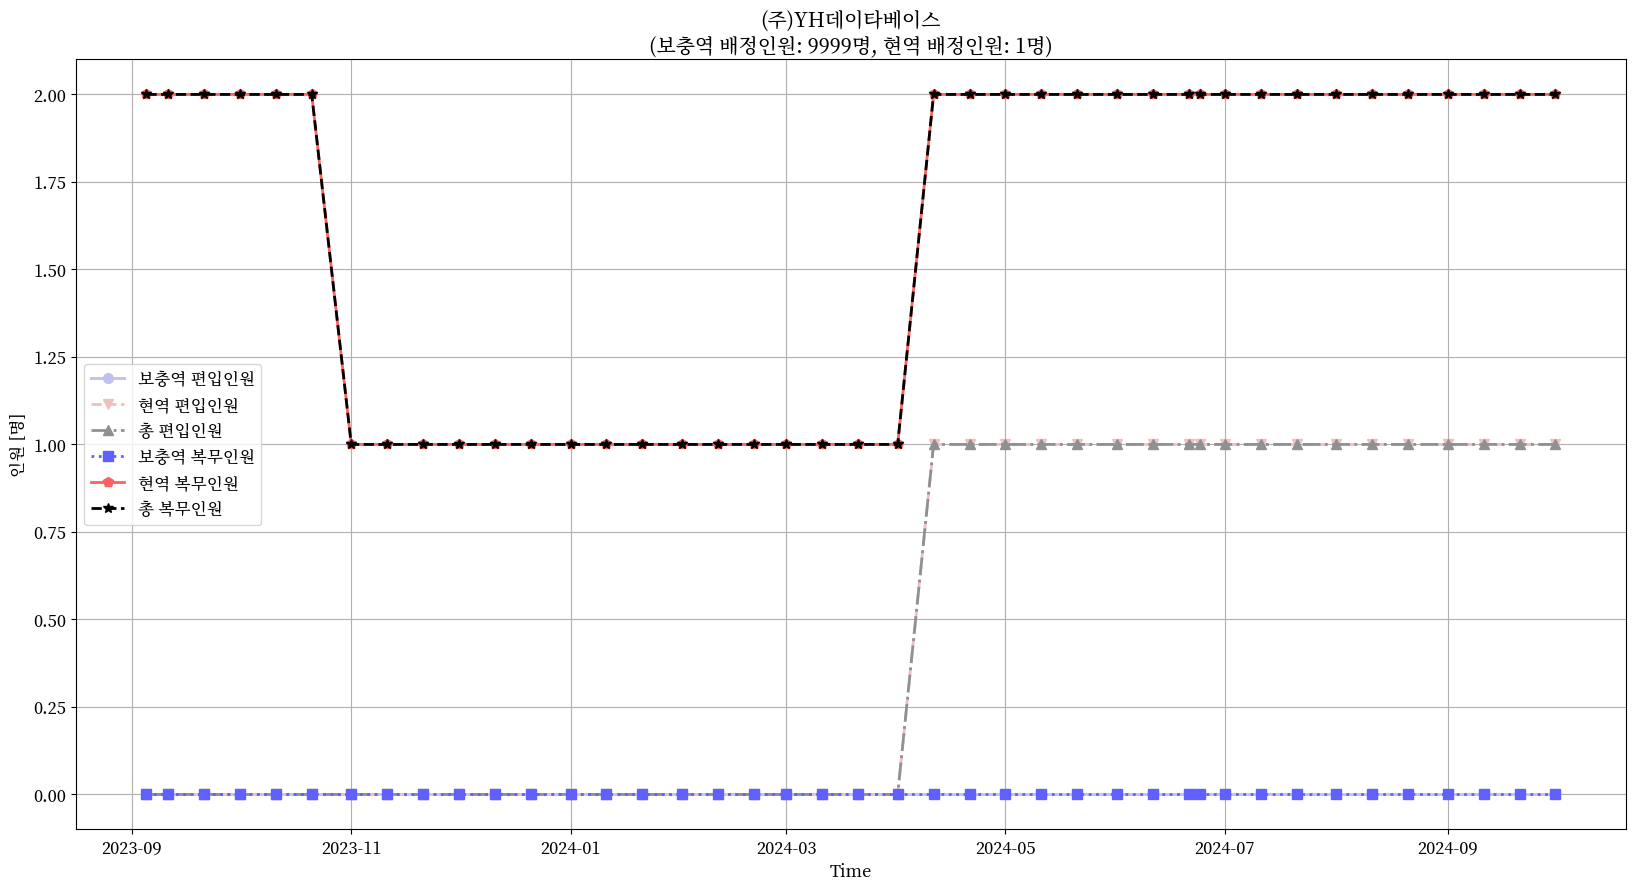 (주)YH데이타베이스
(보충역 배정인원: 9999명, 현역 배정인원: 1명)
인원 [명]
2.00
1.75
1.50
1.25
1.00
0.75
0.50
0.25
0.00
보충역 편입인원
현역 편입인원
총 편입인원
보충역 복무인원
현역 복무인원
총 복무인원
2023-09
2023-11
2024-01
2024-03
2024-05
2024-07
2024-09
Time